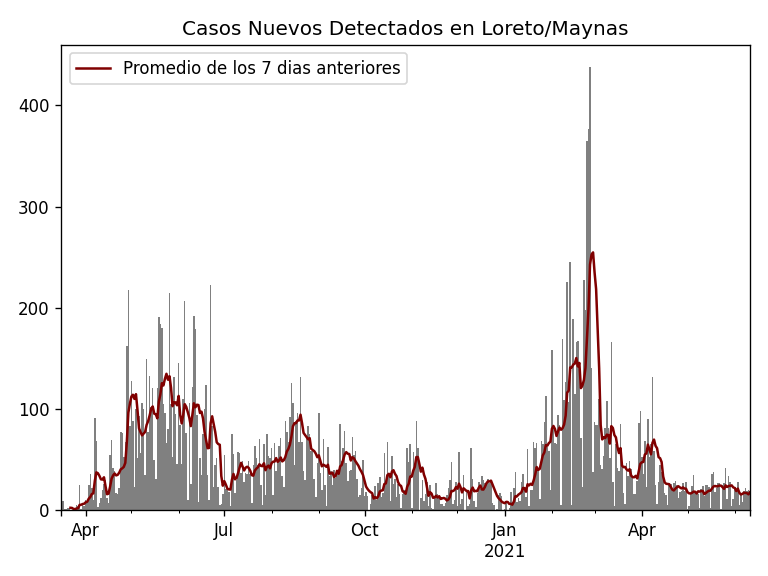 Casos Nuevos Detectados en Loreto/Maynas
Promedio de los 7 dias anteriores
400
300
200
100
0
Apr Jul Oct Jan Apr
2021